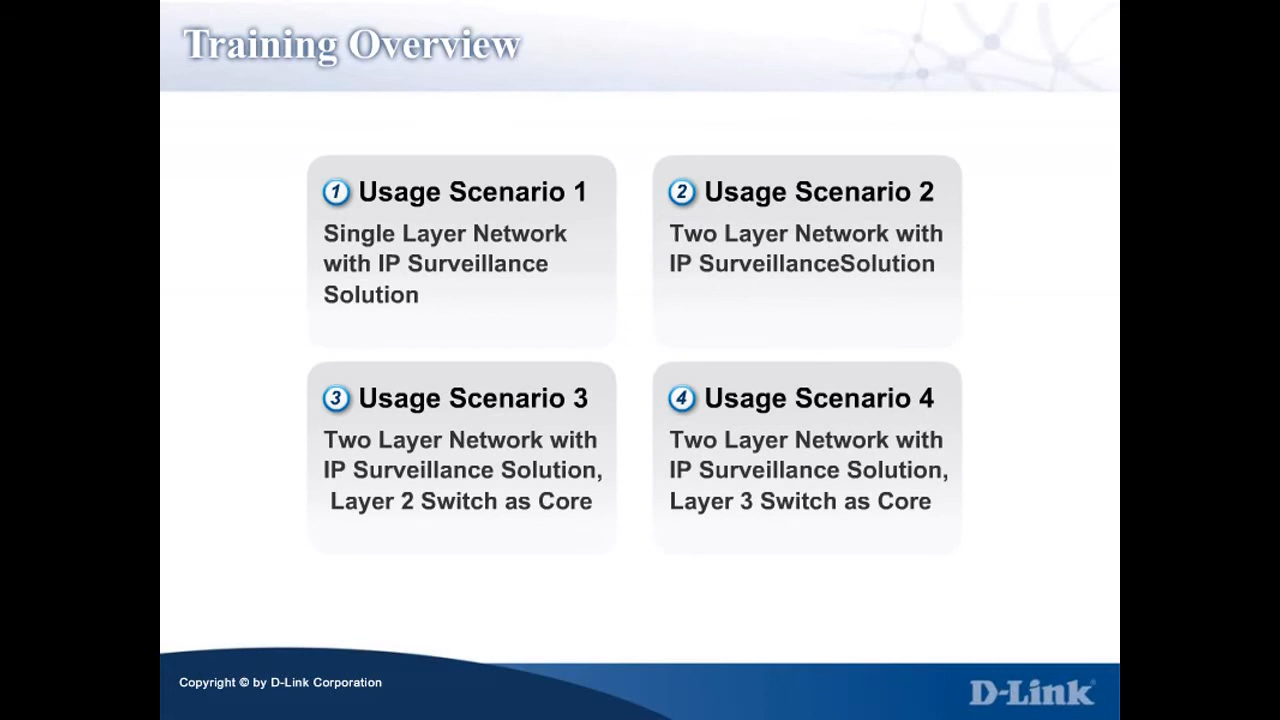 Training Overview
1 Usage Scenario 1
Single Layer Network
with IP Surveillance
Solution
2 Usage Scenario 2
Two Layer Network with
IP SurveillanceSolution
3 Usage Scenario 3
Two Layer Network with
IP Surveillance Solution,
Layer 2 Switch as Core
4 Usage Scenario 4
Two Layer Network with
IP Surveillance Solution,
Layer 3 Switch as Core
Copyright © by D-Link Corporation
D-Link®